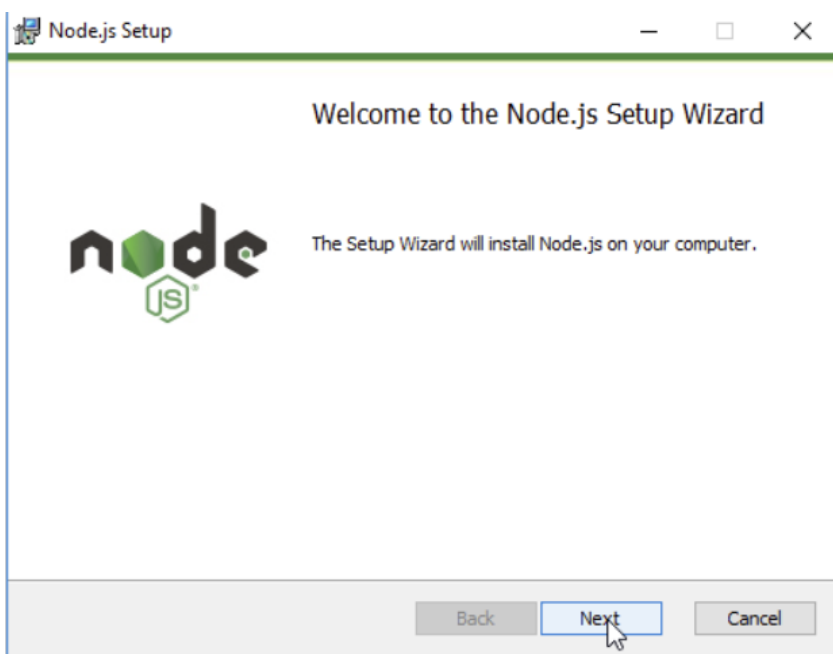 Node.js Setup
Welcome to the Node.js Setup Wizard
node
JS®
The Setup Wizard will install Node.js on your computer.
Back
Next
Cancel